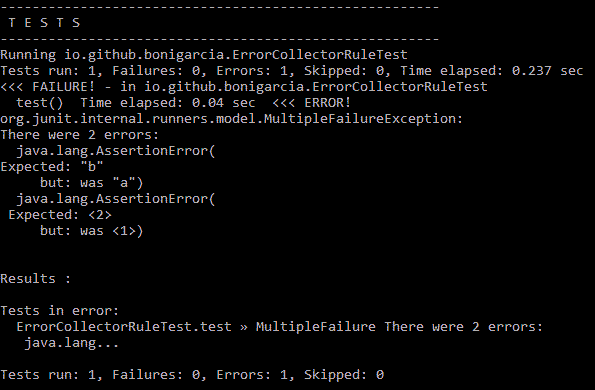 -------------------------------------------------------
 T E S T S
-------------------------------------------------------
Running io.github.bonigarcia.ErrorCollectorRuleTest
Tests run: 1, Failures: 0, Errors: 1, Skipped: 0, Time elapsed: 0.237 sec
<<< FAILURE! - in io.github.bonigarcia.ErrorCollectorRuleTest
  test()  Time elapsed: 0.04 sec  <<< ERROR!
org.junit.internal.runners.model.MultipleFailureException:
There were 2 errors:
  java.lang.AssertionError(
Expected: "b"
     but: was "a")
  java.lang.AssertionError(
 Expected: <2>
     but: was <1>)
Results :
Tests in error:
  ErrorCollectorRuleTest.test » MultipleFailure There were 2 errors:
   java.lang...
Tests run: 1, Failures: 0, Errors: 1, Skipped: 0